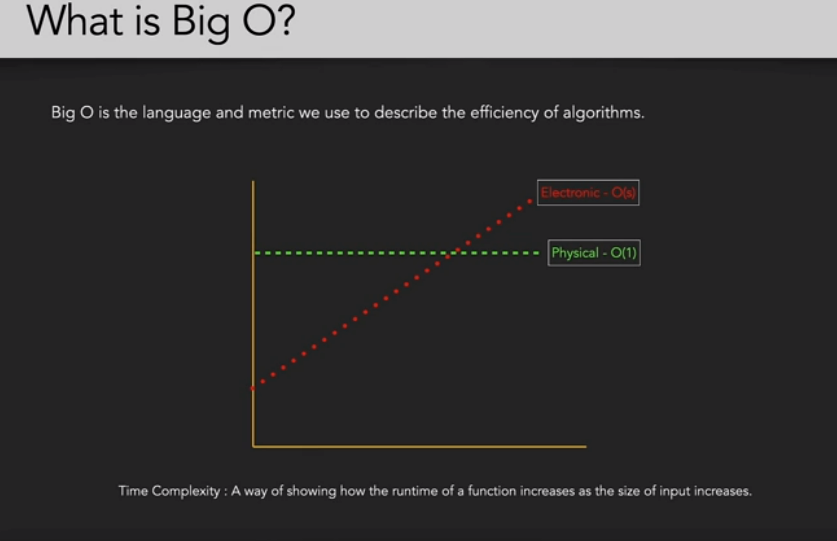 What is Big O?
Big O is the language and metric we use to describe the efficiency of algorithms.
Electronic - O(s)
Physical - O(1)
Time Complexity : A way of showing how the runtime of a function increases as the size of input increases.